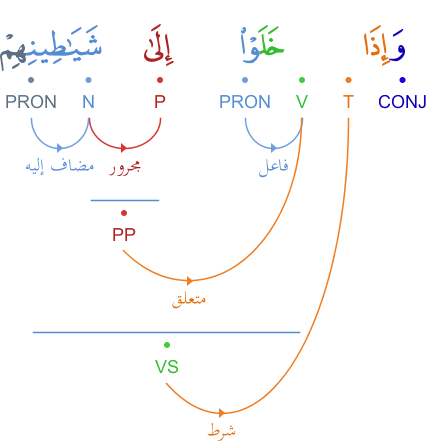 وَإِذَا خَلَوْا۟ إِلَىٰ شَيَـٰطِينِهِمْ
CONJ T V PRON P N PRON
فاعل مجرور مضاف إليه
PP
متعلق
VS
شرط